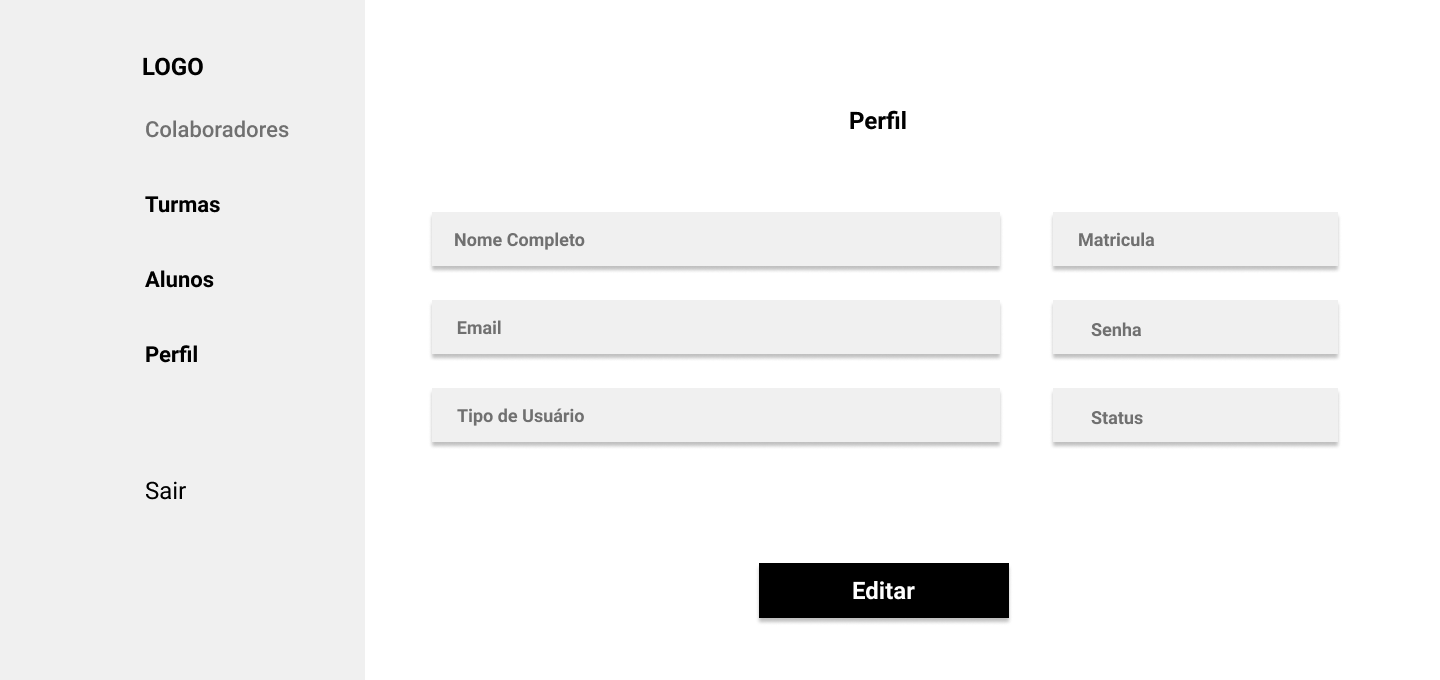 LOGO
Colaboradores
Turmas
Alunos
Perfil
Sair
Perfil
Nome Completo
Matricula
Email
Senha
Tipo de Usuário
Status
Editar